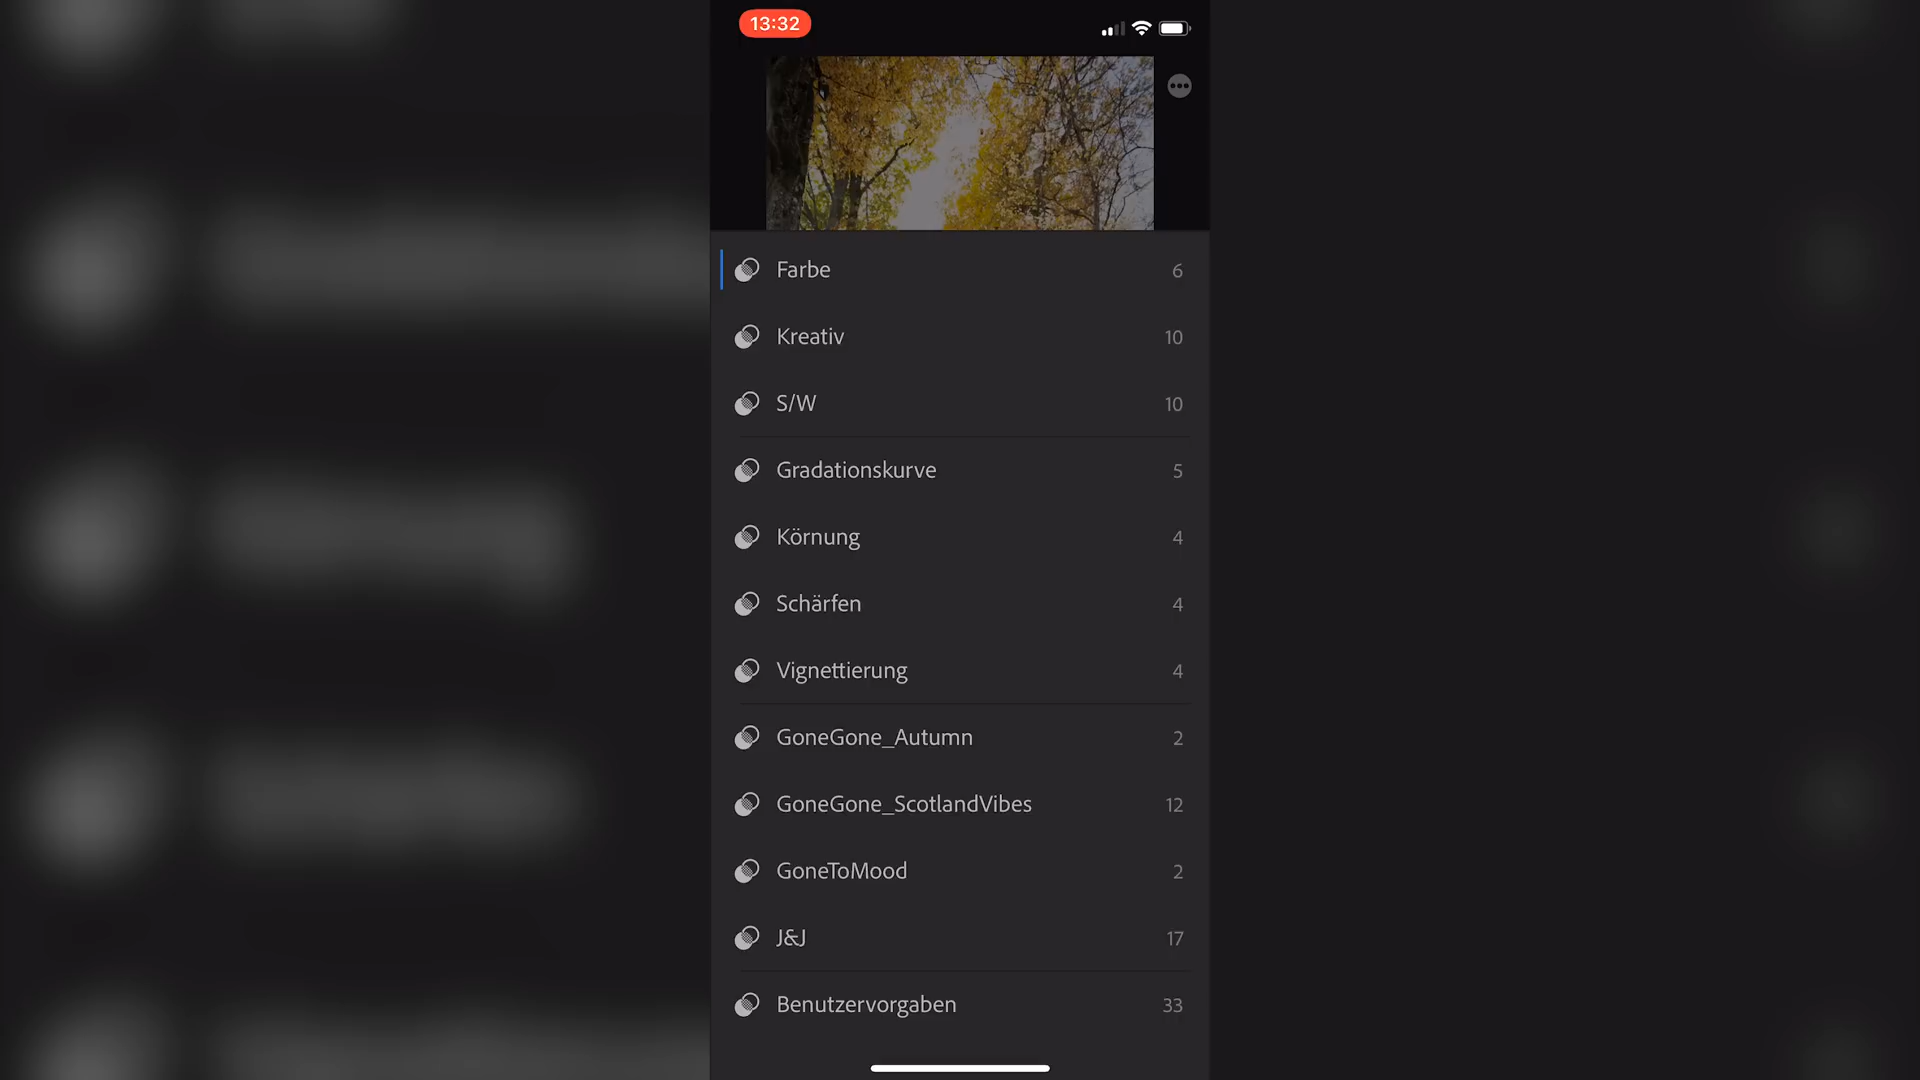 13:32
Farbe 6
Kreativ 10
S/W 10
Gradationskurve 5
Körnung 4
Schärfen 4
Vignettierung 4
GoneGone_Autumn 2
GoneGone_ScotlandVibes 12
GoneToMood 2
J&J 17
Benutzervorgaben 33